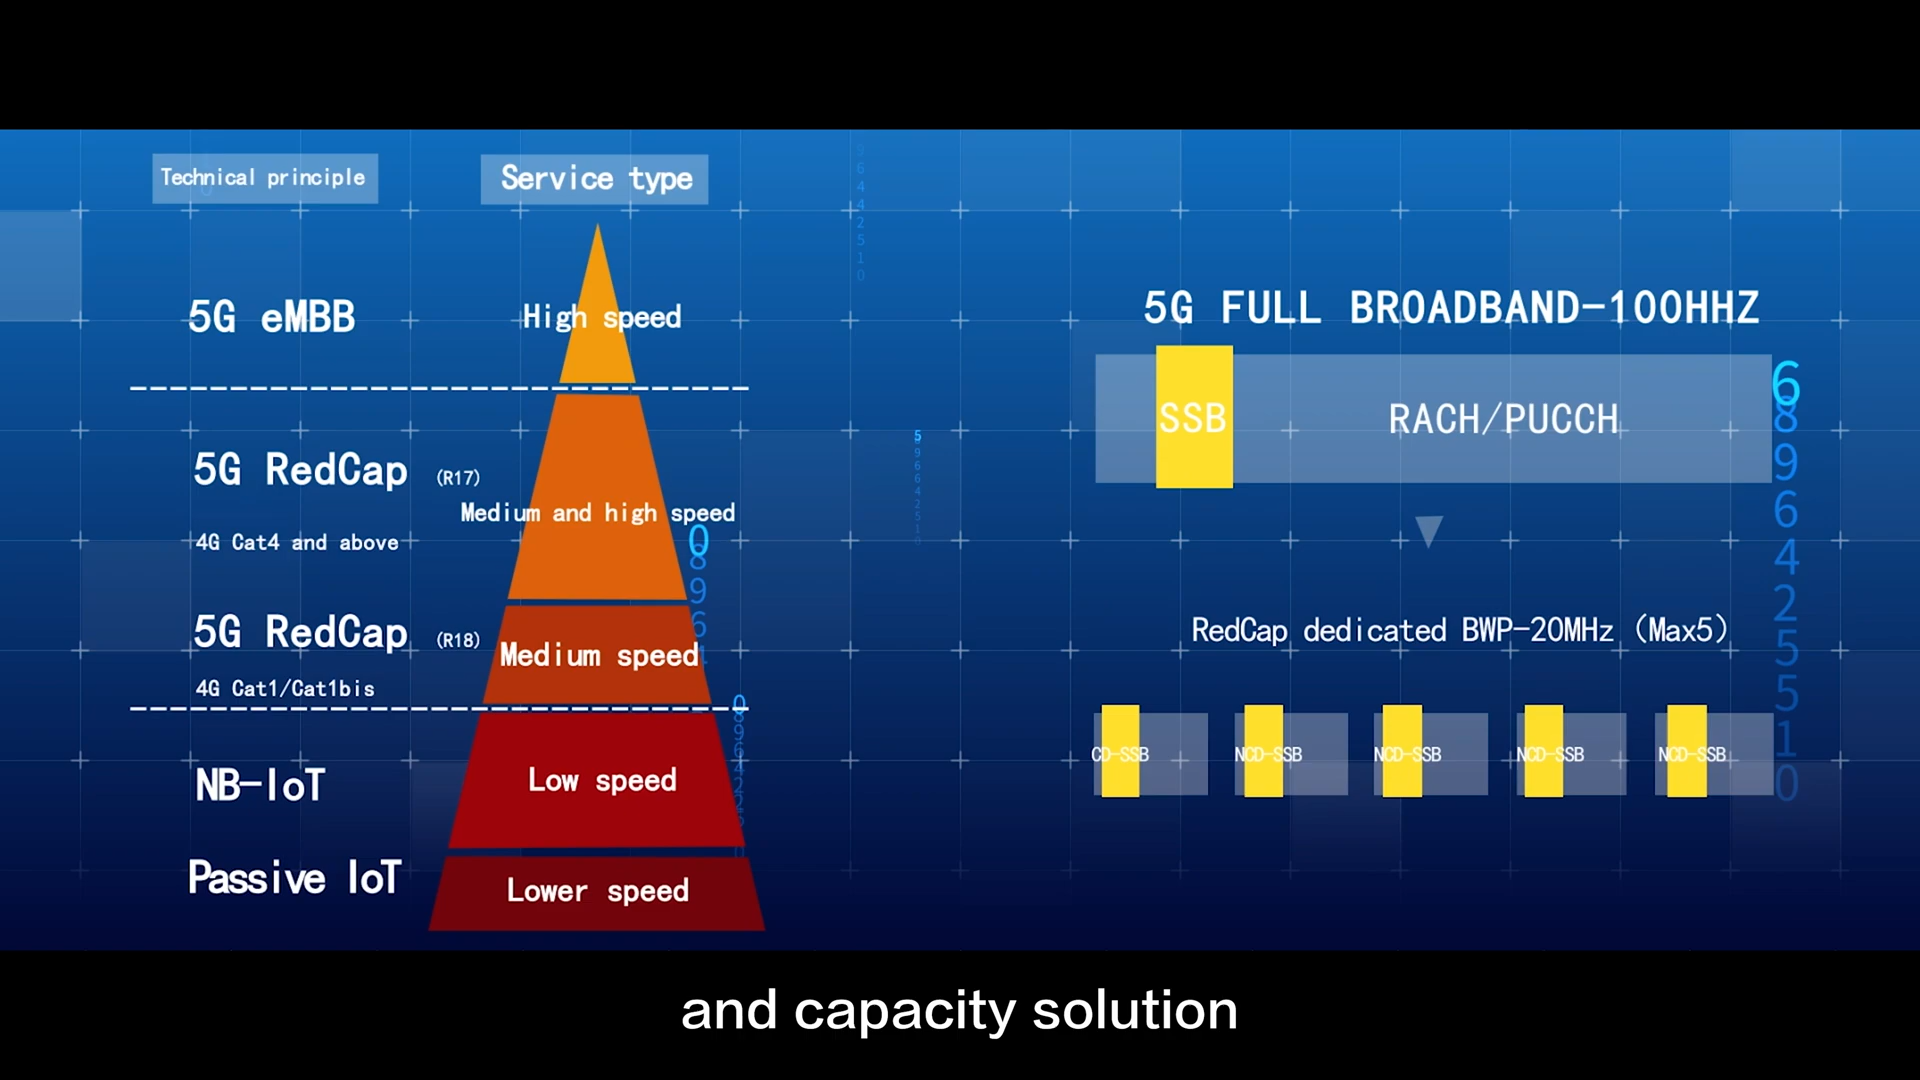 Technical principle
Service type
5G eMBB
High speed
5G RedCap (R17)
Medium and high speed
4G Cat4 and above
5G RedCap (R18)
Medium speed
4G Cat1/Cat1bis
NB-IoT
Low speed
Passive IoT
Lower speed
5G FULL BROADBAND-100HHZ
SSB
RACH/PUCCH
RedCap dedicated BWP-20MHz (Max5)
CD-SSB
NCD-SSB
NCD-SSB
NCD-SSB
NCD-SSB
and capacity solution